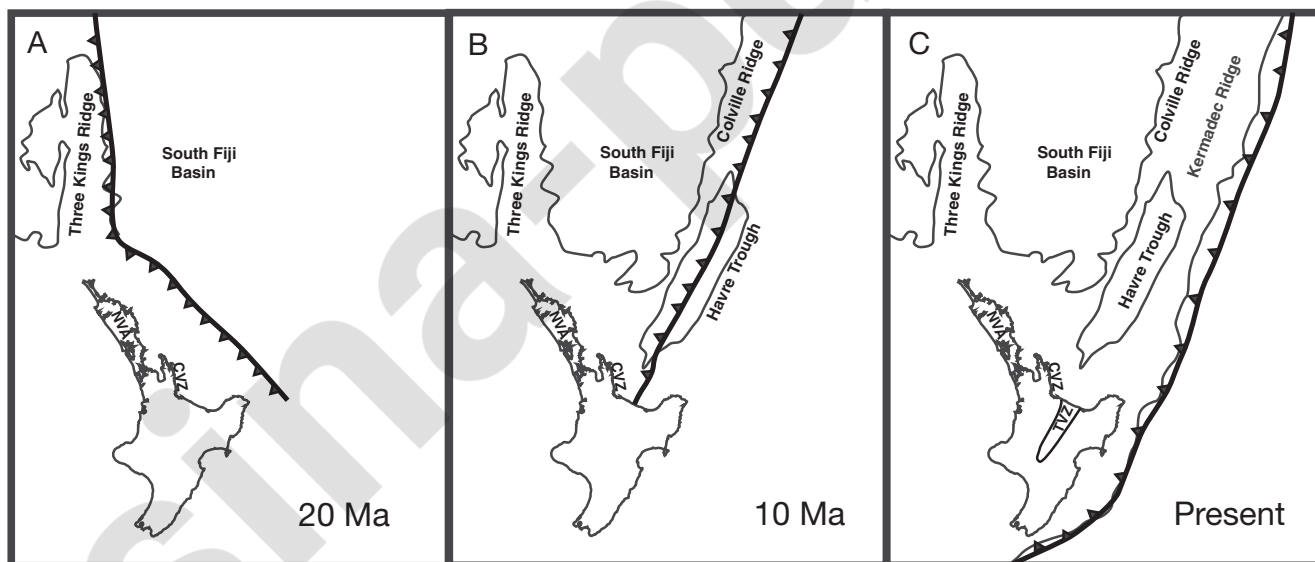 A
Three Kings Ridge
South Fiji
Basin
NVA
CVZ
20 Ma
B
Three Kings Ridge
South Fiji
Basin
Colville Ridge
Havre Trough
NVA
CVZ
10 Ma
C
Three Kings Ridge
South Fiji
Basin
Colville Ridge
Kermadec Ridge
Havre Trough
NVA
CVZ
TVZ
Present